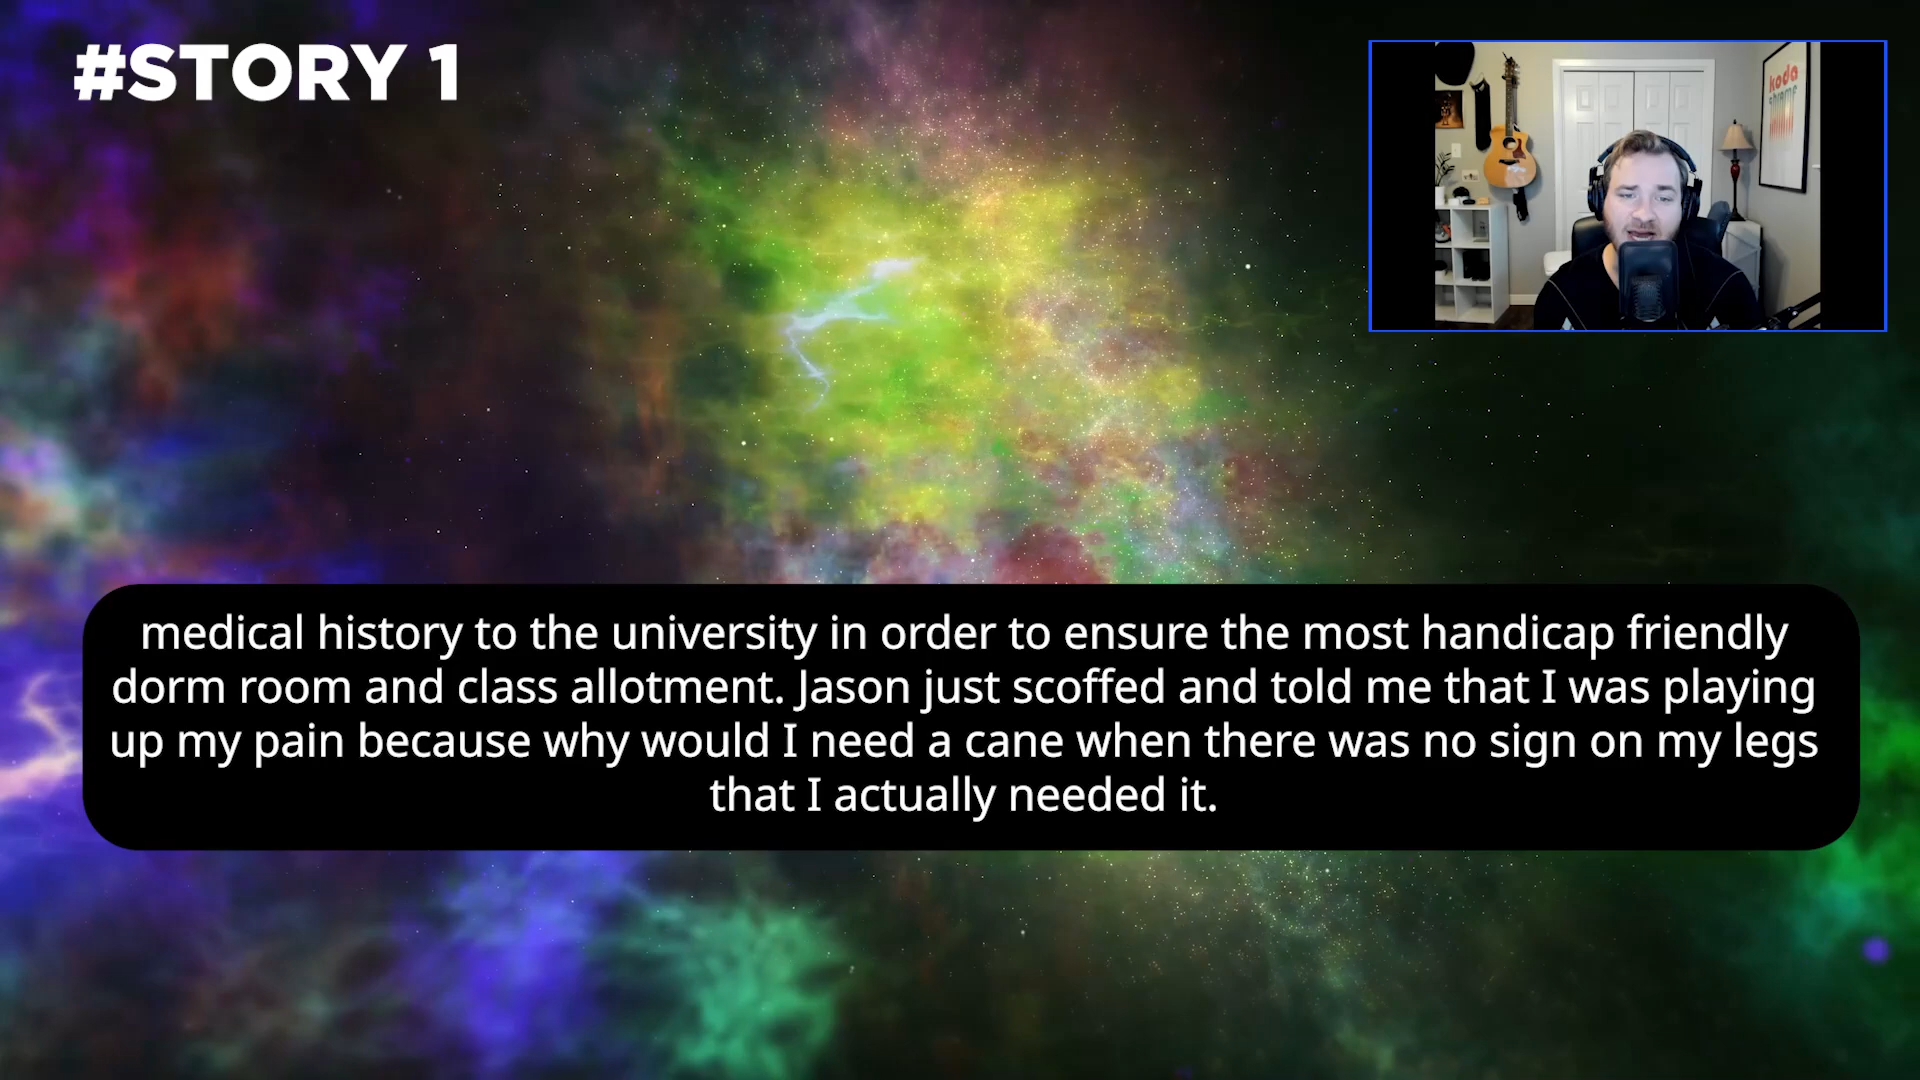 #STORY 1
koda
medical history to the university in order to ensure the most handicap friendly
dorm room and class allotment. Jason just scoffed and told me that I was playing
up my pain because why would I need a cane when there was no sign on my legs
that I actually needed it.